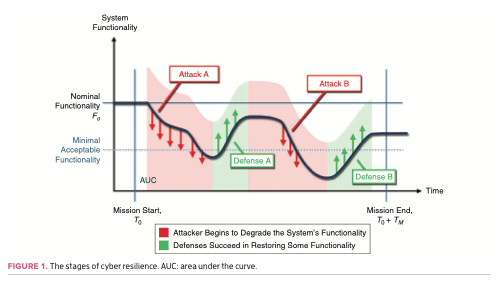 System
Functionality
Attack A
Attack B
Nominal
Functionality
F₀
Minimal
Acceptable
Functionality
Defense A
Defense B
AUC
Time
Mission Start,
T₀
Mission End,
T₀ + Tₘ
Attacker Begins to Degrade the System's Functionality
Defenses Succeed in Restoring Some Functionality
FIGURE 1. The stages of cyber resilience. AUC: area under the curve.